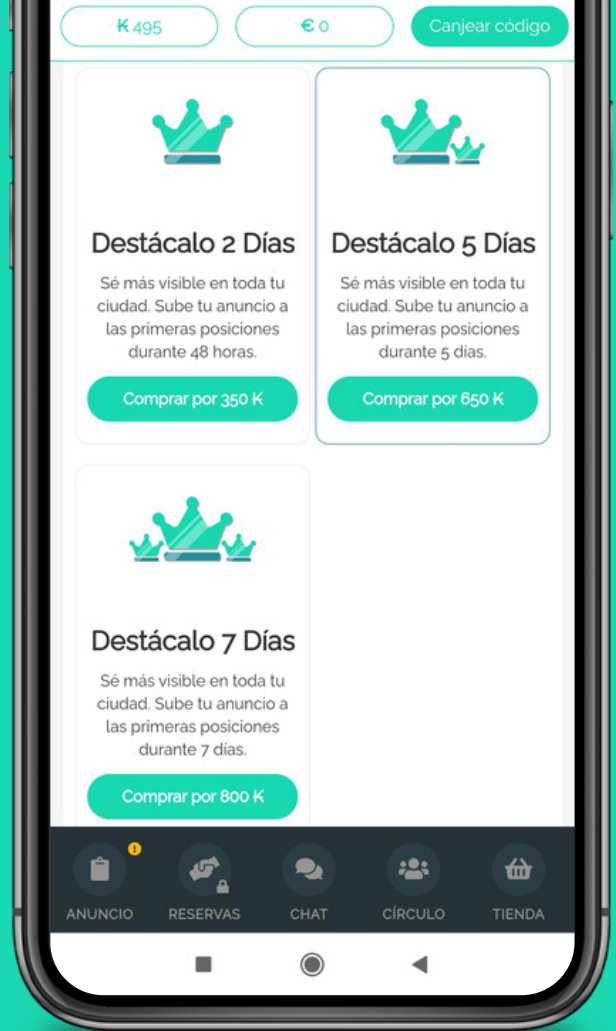 ₭ 495
€ 0
Canjear código
Destácalo 2 Días
Sé más visible en toda tu
ciudad. Sube tu anuncio a
las primeras posiciones
durante 48 horas.
Comprar por 350 ₭
Destácalo 5 Días
Sé más visible en toda tu
ciudad. Sube tu anuncio a
las primeras posiciones
durante 5 días.
Comprar por 650 ₭
Destácalo 7 Días
Sé más visible en toda tu
ciudad. Sube tu anuncio a
las primeras posiciones
durante 7 días.
Comprar por 800 ₭
!
ANUNCIO
RESERVAS
CHAT
CÍRCULO
TIENDA